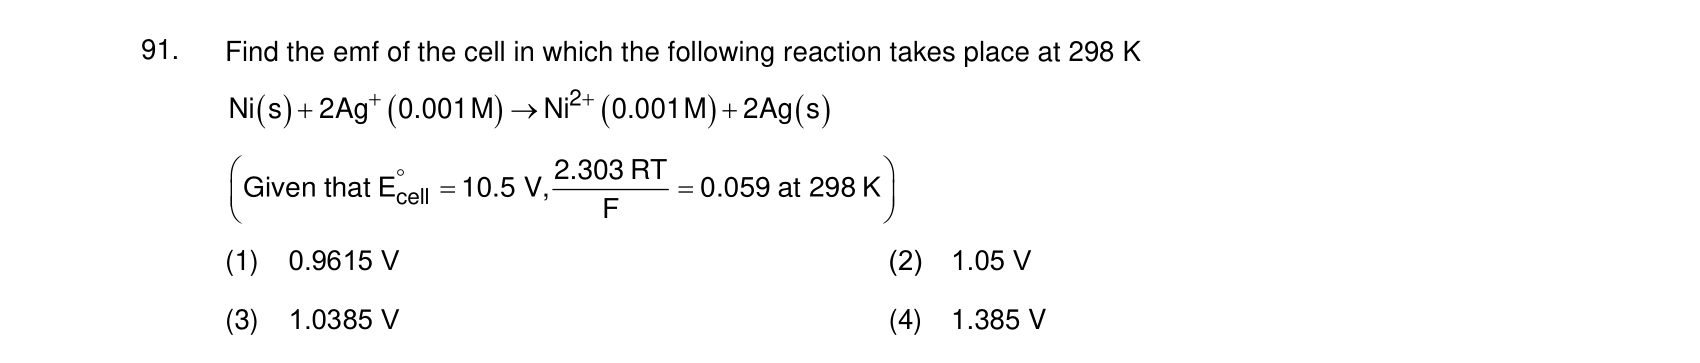 91. Find the emf of the cell in which the following reaction takes place at 298 K
Ni(s) + 2Ag⁺ (0.001 M) → Ni²⁺ (0.001 M) + 2Ag(s)
(Given that E°cell = 10.5 V, 2.303 RT / F = 0.059 at 298 K)
(1) 0.9615 V (2) 1.05 V
(3) 1.0385 V (4) 1.385 V